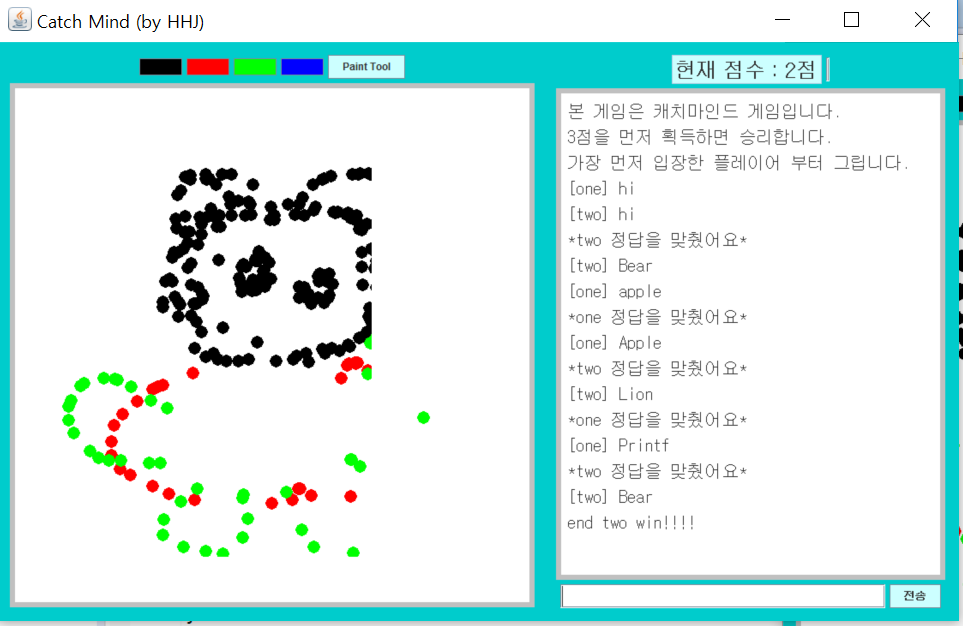 Catch Mind (by HHJ)
Paint Tool
현재 점수 : 2점
본 게임은 캐치마인드 게임입니다.
3점을 먼저 획득하면 승리합니다.
가장 먼저 입장한 플레이어 부터 그립니다.
[one] hi
[two] hi
*two 정답을 맞췄어요*
[two] Bear
[one] apple
*one 정답을 맞췄어요*
[one] Apple
*two 정답을 맞췄어요*
[two] Lion
*one 정답을 맞췄어요*
[one] Printf
*two 정답을 맞췄어요*
[two] Bear
end two win!!!!
전송